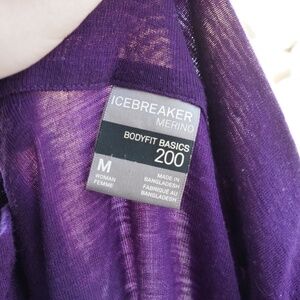 ICEBREAKER
MERINO
BODYFIT BASICS
200
M
WOMAN
FEMME
MADE IN
BANGLADESH
FABRIQUÉ AU
BANGLADESH